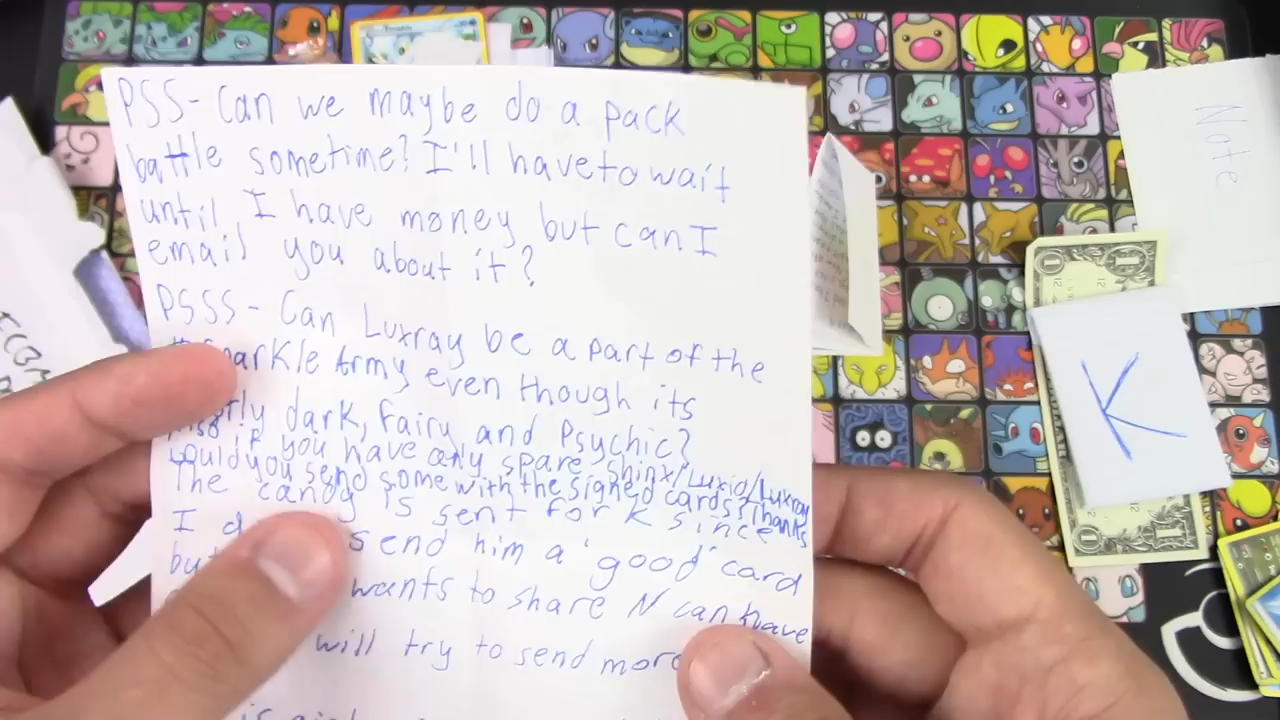 PSS- Can we maybe do a pack
battle sometime? I'll have to wait
until I have money but can I
email you about it?
PSSS- Can Luxray be a part of the
Army even though its
dark, fairy and Psychic?
if you have any spare shinx/Luxio/Luxray
would you send some with the signed cards? Thanks
The candy is sent for K since
I send him a 'good' card
wants to share N can have
will try to send more
Note
K
1
1
1